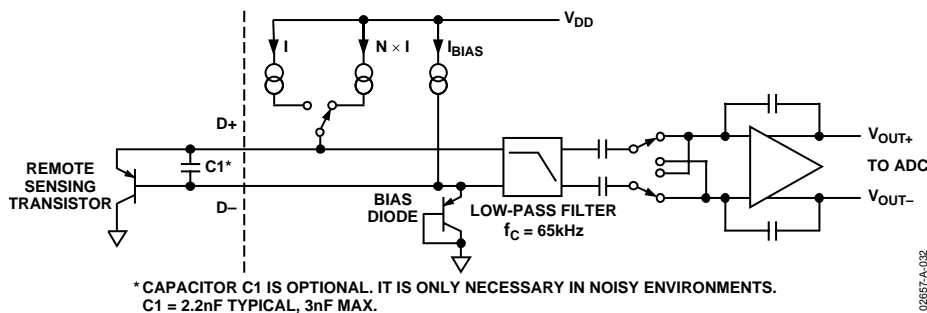 V_DD
I
N × I
I_BIAS
D+
C1*
REMOTE
SENSING
TRANSISTOR
D–
BIAS
DIODE
LOW-PASS FILTER
f_C = 65kHz
V_OUT+
TO ADC
V_OUT–
* CAPACITOR C1 IS OPTIONAL. IT IS ONLY NECESSARY IN NOISY ENVIRONMENTS.
C1 = 2.2nF TYPICAL, 3nF MAX.
02657-A-032